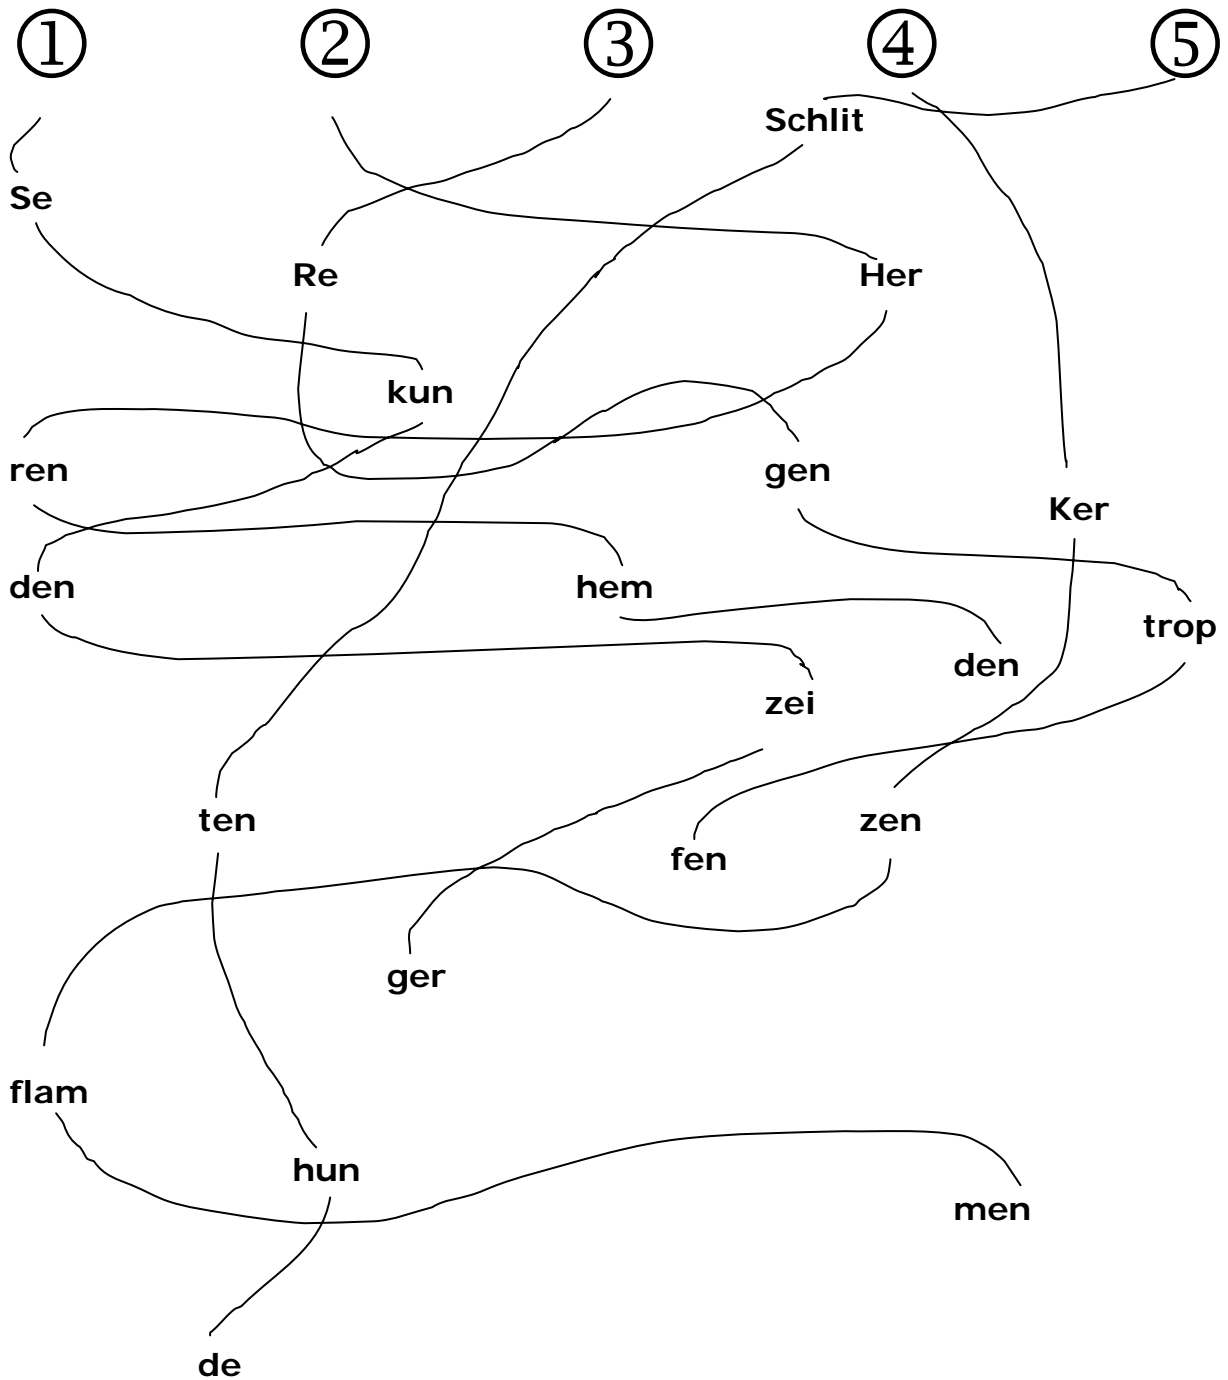 ① ② ③ ④ ⑤
Schlit
Se
Re Her
kun
ren gen
Ker
den hem
trop
den
zei
ten zen
fen
ger
flam
hun
men
de